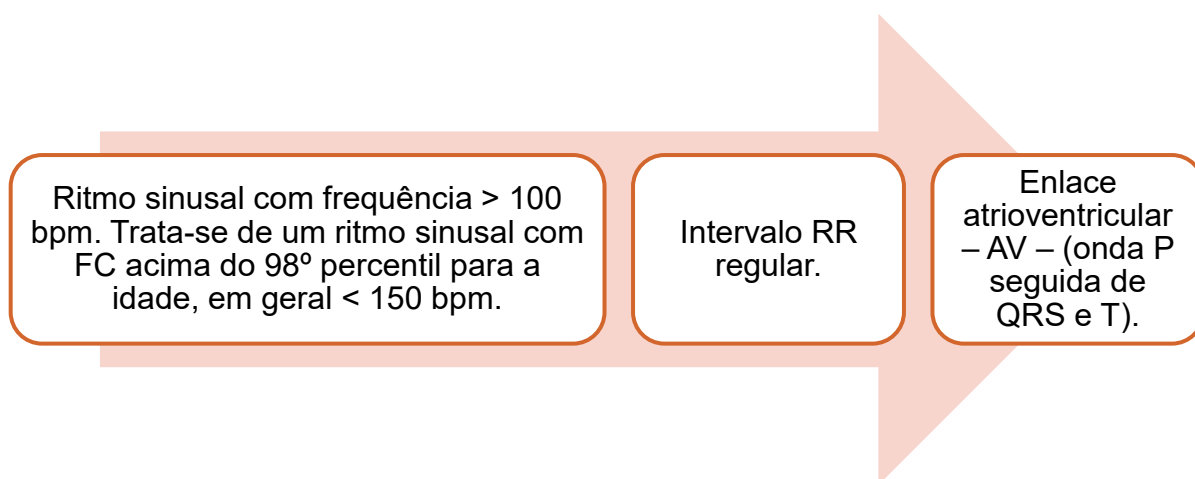 Ritmo sinusal com frequência > 100
bpm. Trata-se de um ritmo sinusal com
FC acima do 98º percentil para a
idade, em geral < 150 bpm.
Intervalo RR
regular.
Enlace
atrioventricular
– AV – (onda P
seguida de
QRS e T).